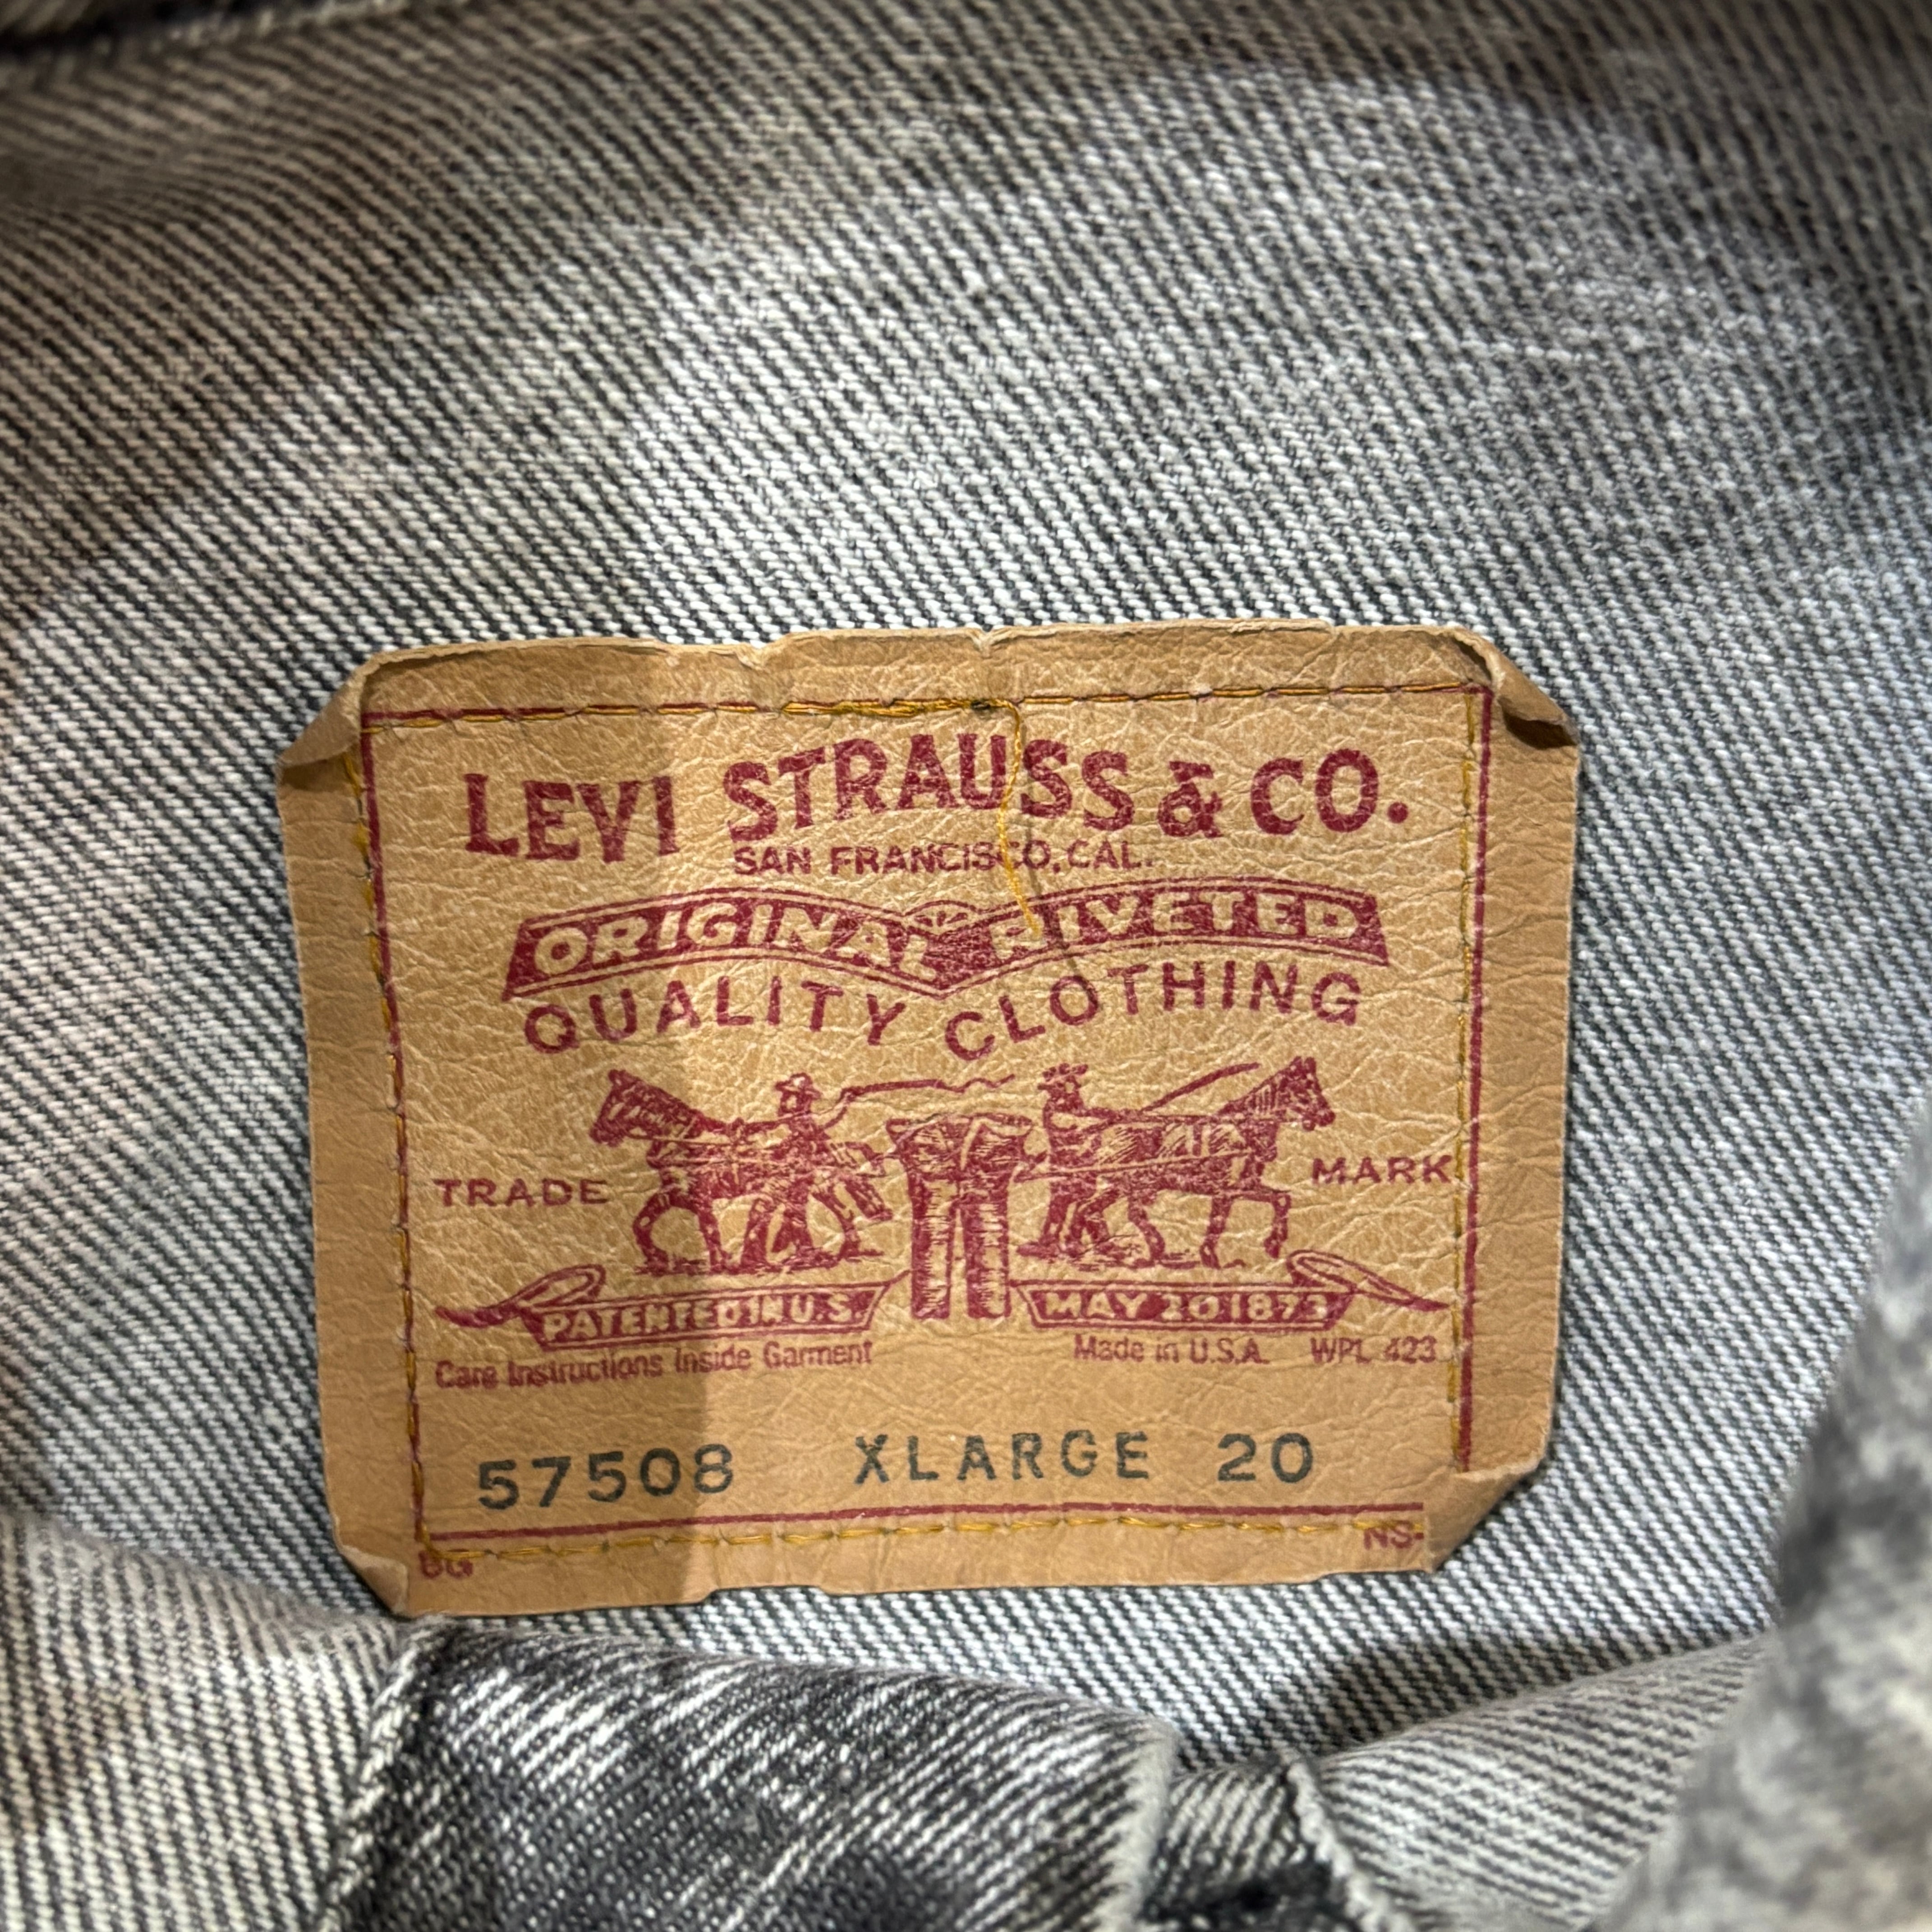 LEVI STRAUSS & CO.
SAN FRANCISCO, CAL.
ORIGINAL RIVETED
QUALITY CLOTHING
TRADE MARK
PATENTED IN U.S. MAY 20 1873
Care Instructions Inside Garment Made in U.S.A. WPL 423
57508 XLARGE 20
NS-